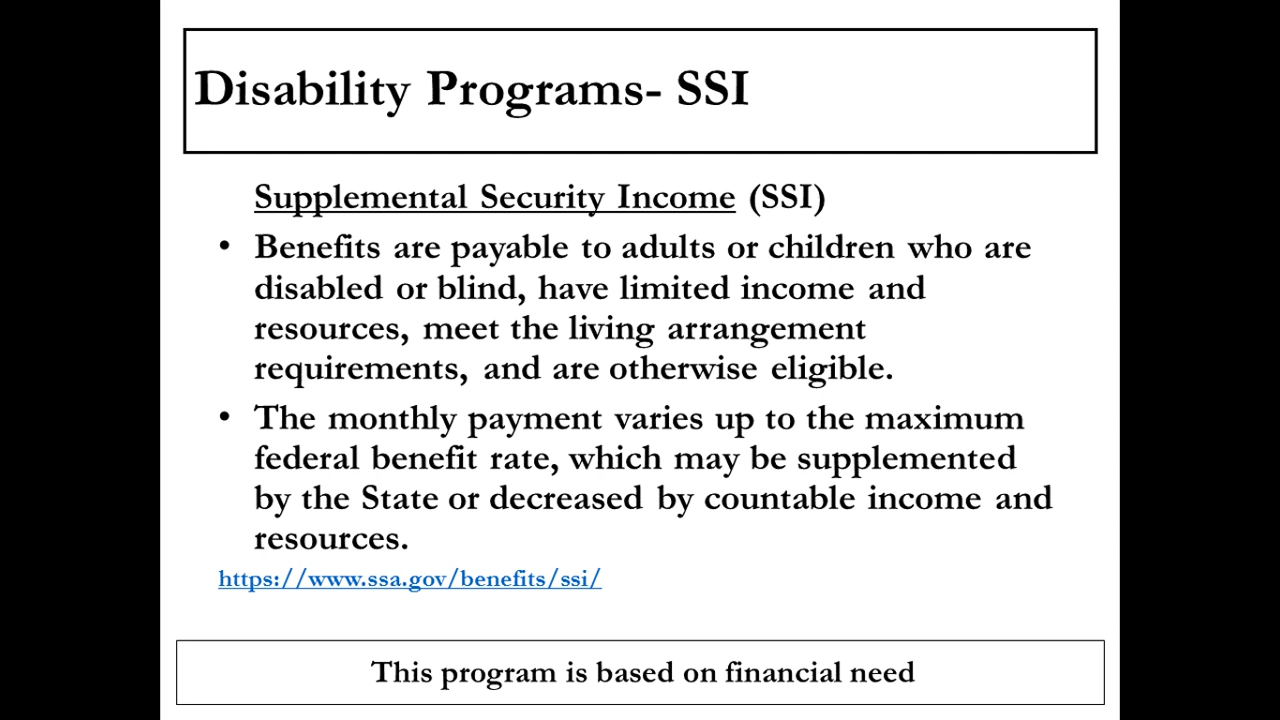 Disability Programs- SSI
Supplemental Security Income (SSI)
• Benefits are payable to adults or children who are
disabled or blind, have limited income and
resources, meet the living arrangement
requirements, and are otherwise eligible.
• The monthly payment varies up to the maximum
federal benefit rate, which may be supplemented
by the State or decreased by countable income and
resources.
https://www.ssa.gov/benefits/ssi/
This program is based on financial need